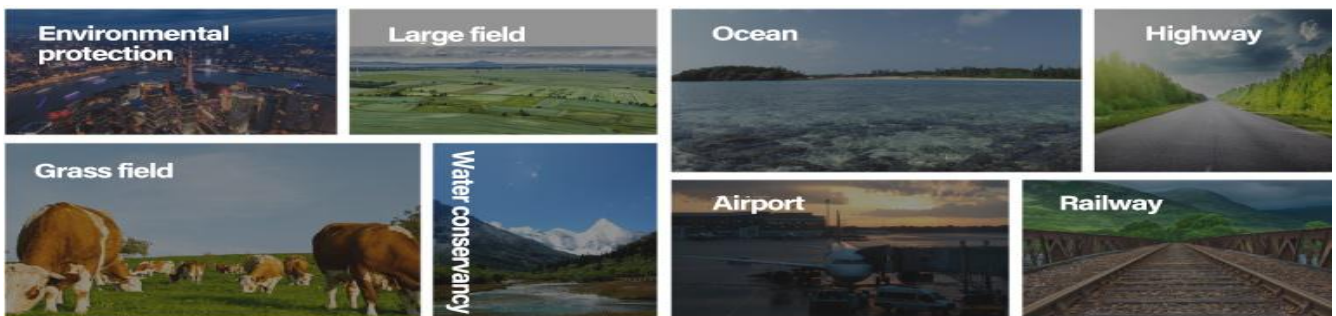 Environmental
protection
Large field
Ocean
Highway
Grass field
Water conservancy
Airport
Railway